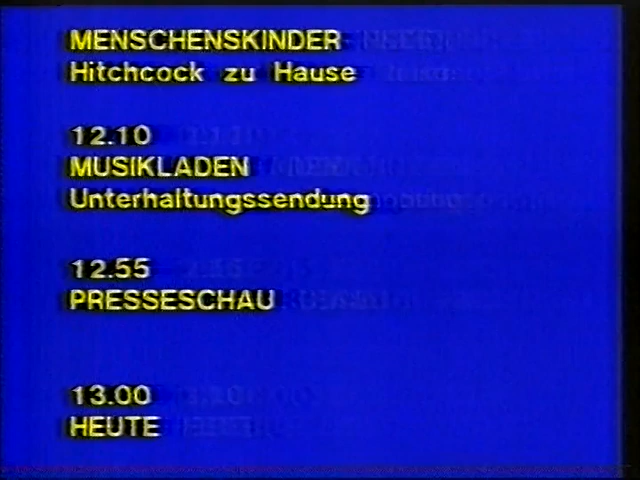 MENSCHENSKINDER
Hitchcock zu Hause
12.10
MUSIKLADEN
Unterhaltungssendung
12.55
PRESSESCHAU
13.00
HEUTE